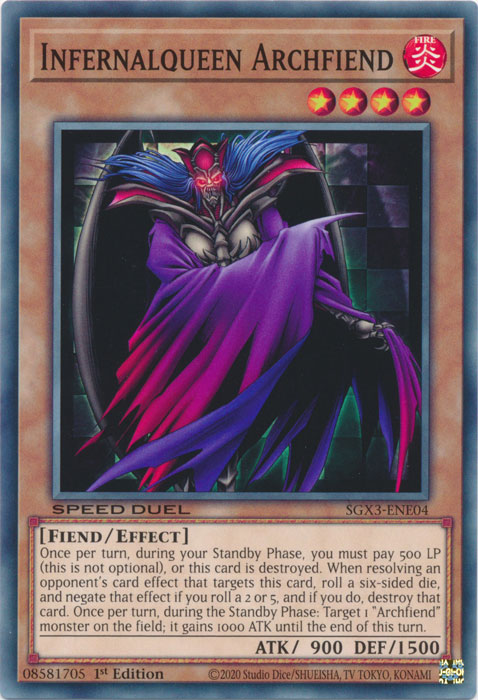 INFERNALQUEEN ARCHFIEND
FIRE
炎
SPEED DUEL
SGX3-ENE04
[FIEND/EFFECT]
Once per turn, during your Standby Phase, you must pay 500 LP
(this is not optional), or this card is destroyed. When resolving an
opponent's card effect that targets this card, roll a six-sided die,
and negate that effect if you roll a 2 or 5, and if you do, destroy that
card. Once per turn, during the Standby Phase: Target 1 "Archfiend"
monster on the field; it gains 1000 ATK until the end of this turn.
ATK/ 900 DEF/1500
08581705 1st Edition ©2020 Studio Dice/SHUEISHA, TV TOKYO, KONAMI